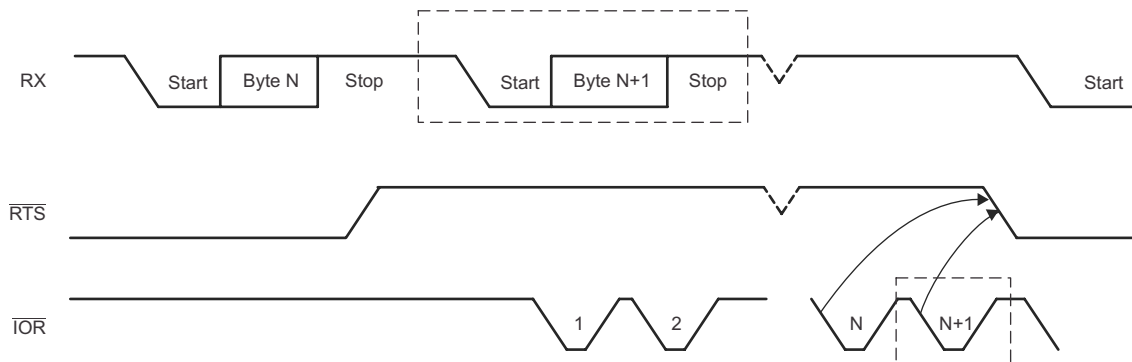 RX Start Byte N Stop Start Byte N+1 Stop Start
RTS
IOR 1 2 N N+1